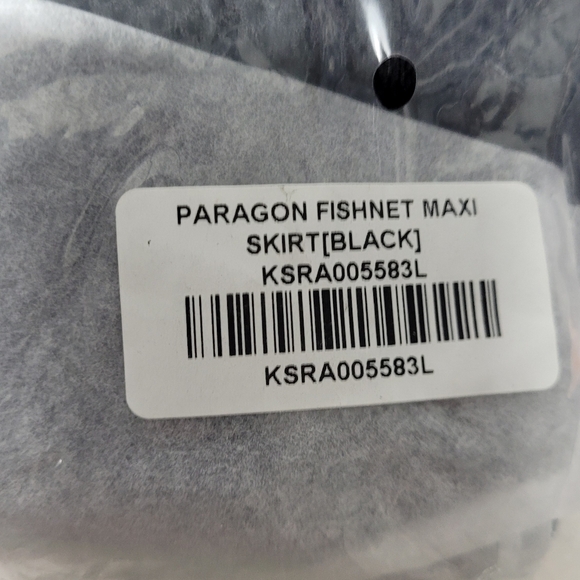 PARAGON FISHNET MAXI
SKIRT[BLACK]
KSRA005583L
KSRA005583L